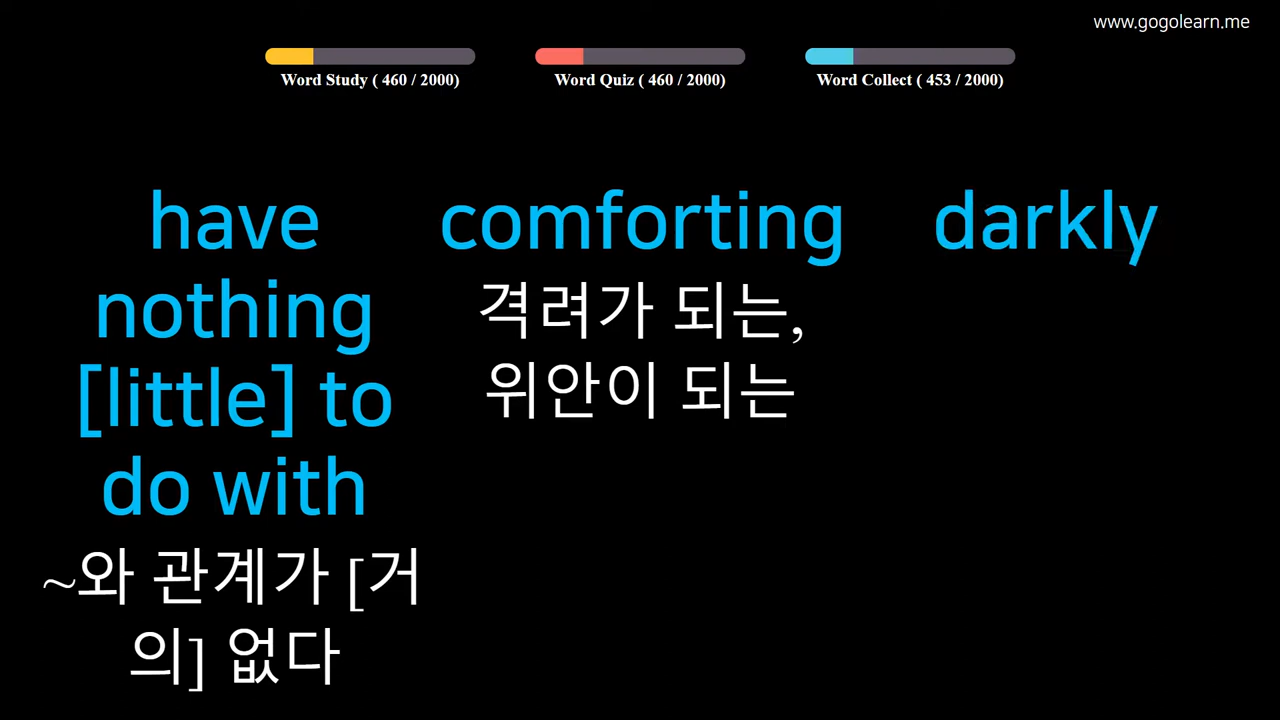 www.gogolearn.me
Word Study ( 460 / 2000)
Word Quiz ( 460 / 2000)
Word Collect ( 453 / 2000)
have
nothing
[little] to
do with
~와 관계가 [거
의] 없다
comforting
격려가 되는,
위안이 되는
darkly